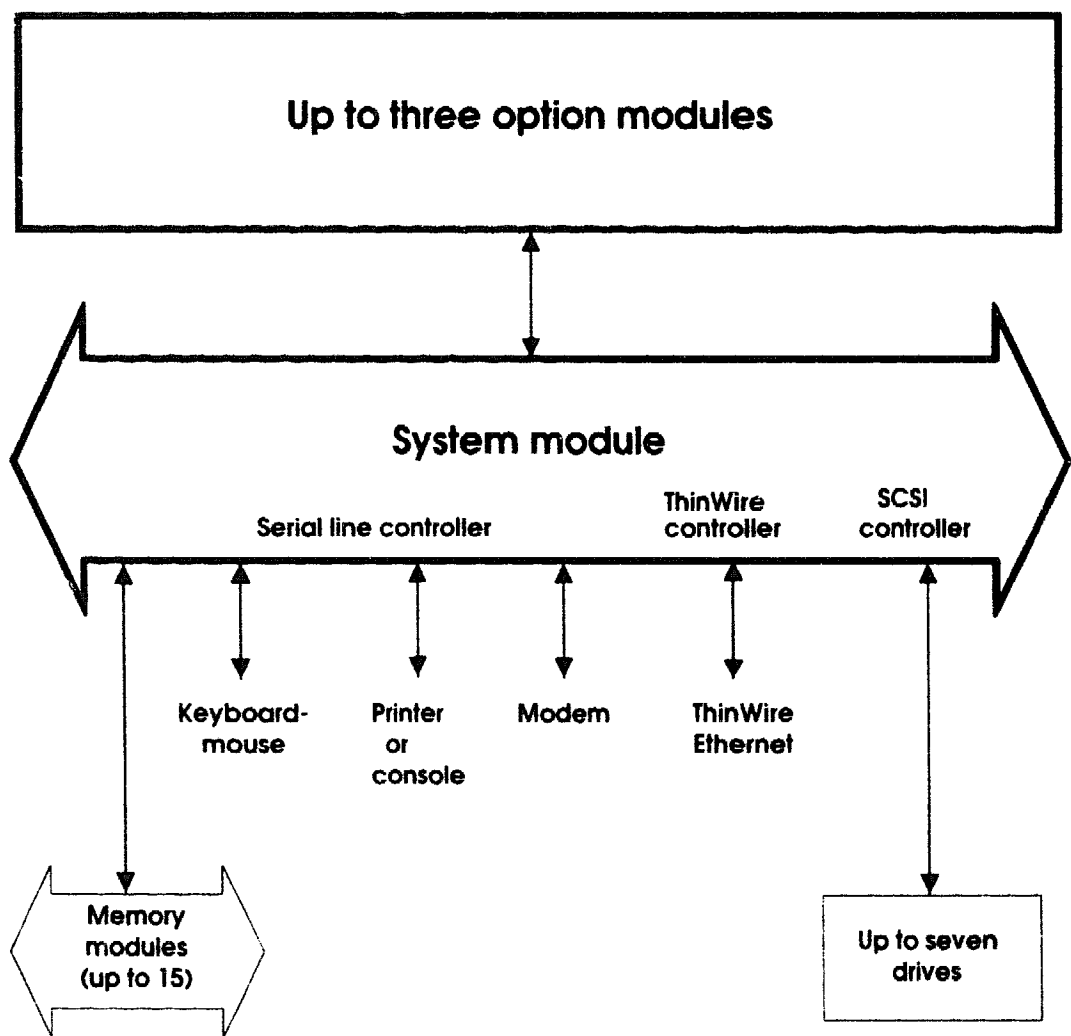 Up to three option modules
System module
Serial line controller
ThinWire
controller
SCSI
controller
Keyboard-
mouse
Printer
or
console
Modem
ThinWire
Ethernet
Memory
modules
(up to 15)
Up to seven
drives